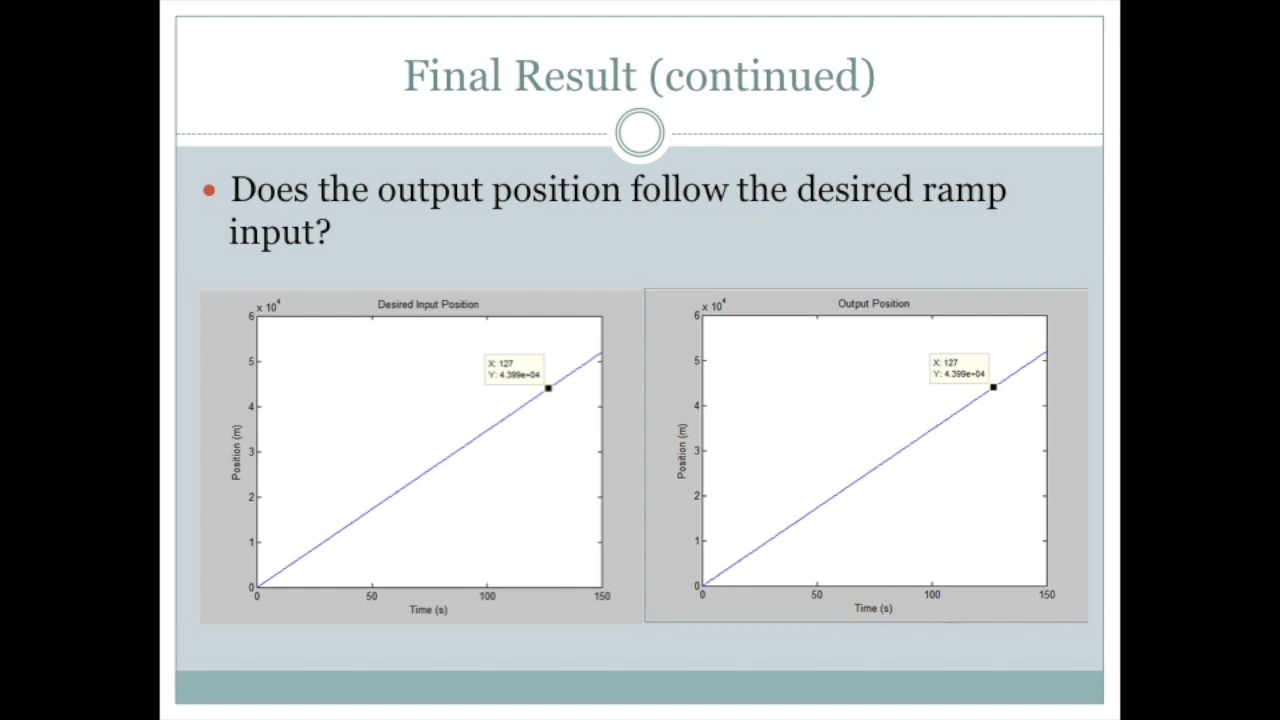 Final Result (continued)
• Does the output position follow the desired ramp
input?
Desired Input Position
x 10^4
6
5
4
3
2
1
0
Position (m)
X: 127
Y: 4.399e+04
0 50 100 150
Time (s)
Output Position
x 10^4
6
5
4
3
2
1
0
Position (m)
X: 127
Y: 4.399e+04
0 50 100 150
Time (s)